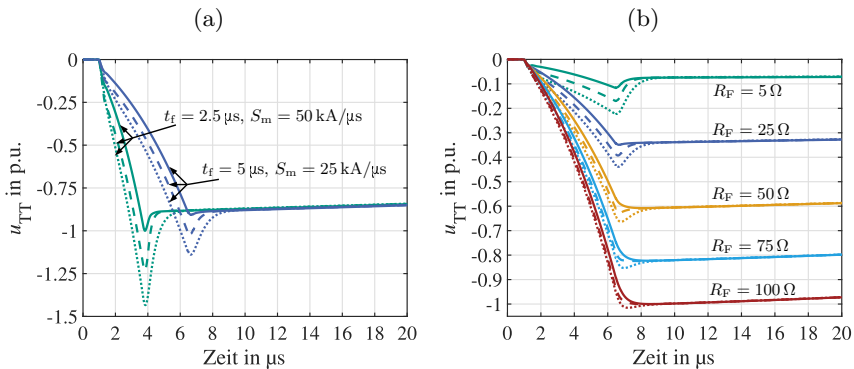 (a)
0
-0.25
-0.5
-0.75
-1
-1.25
-1.5
u_TT in p.u.
t_f = 2.5 µs, S_m = 50 kA/µs
t_f = 5 µs, S_m = 25 kA/µs
0 2 4 6 8 10 12 14 16 18 20
Zeit in µs
(b)
0
-0.1
-0.2
-0.3
-0.4
-0.5
-0.6
-0.7
-0.8
-0.9
-1
u_TT in p.u.
R_F = 5 Ω
R_F = 25 Ω
R_F = 50 Ω
R_F = 75 Ω
R_F = 100 Ω
0 2 4 6 8 10 12 14 16 18 20
Zeit in µs